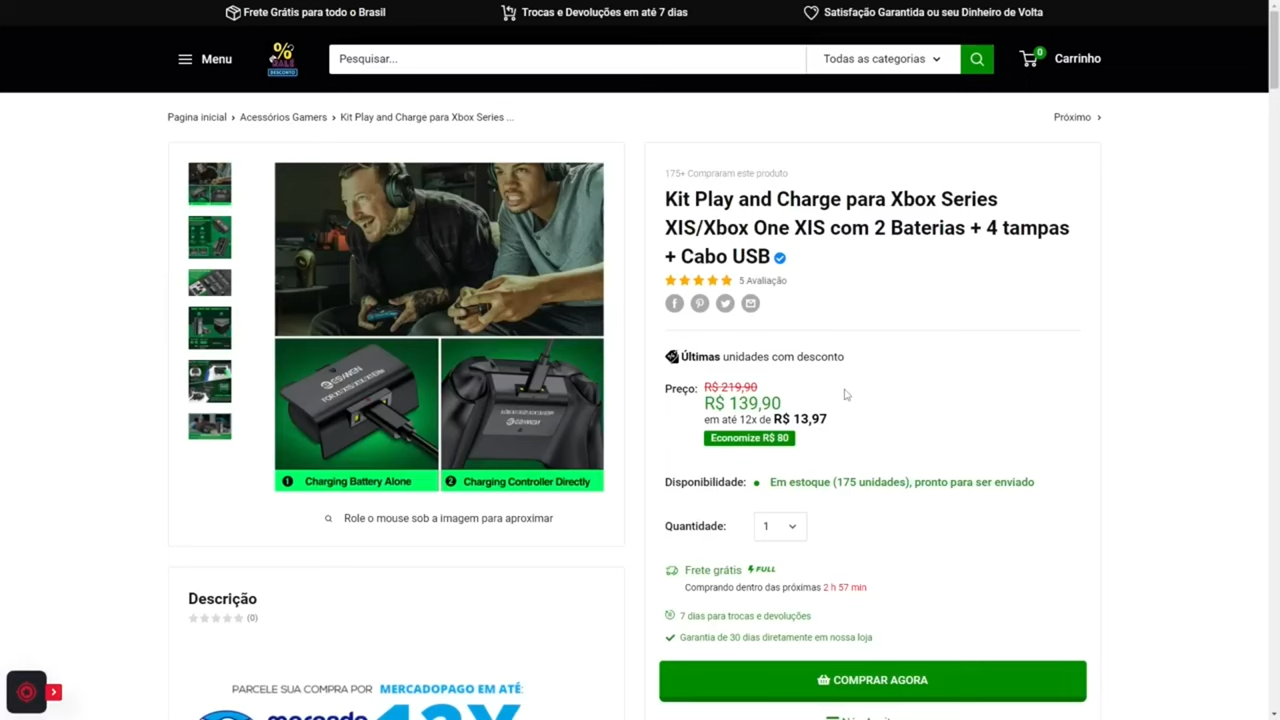 Frete Grátis para todo o Brasil
Trocas e Devoluções em até 7 dias
Satisfação Garantida ou seu Dinheiro de Volta
Menu
%
DESCONTO
Pesquisar...
Todas as categorias
0
Carrinho
Pagina inicial › Acessórios Gamers › Kit Play and Charge para Xbox Series ...
Próximo ›
175+ Compraram este produto
Kit Play and Charge para Xbox Series
XIS/Xbox One XIS com 2 Baterias + 4 tampas
+ Cabo USB
5 Avaliação
Últimas unidades com desconto
Preço: R$ 219,90
R$ 139,90
em até 12x de R$ 13,97
Economize R$ 80
1 Charging Battery Alone
2 Charging Controller Directly
Disponibilidade: Em estoque (175 unidades), pronto para ser enviado
Role o mouse sob a imagem para aproximar
Quantidade: 1
Frete grátis FULL
Comprando dentro das próximas 2 h 57 min
7 dias para trocas e devoluções
Garantia de 30 dias diretamente em nossa loja
COMPRAR AGORA
Descrição
(0)
PARCELE SUA COMPRA POR MERCADOPAGO EM ATÉ:
mercado
12X